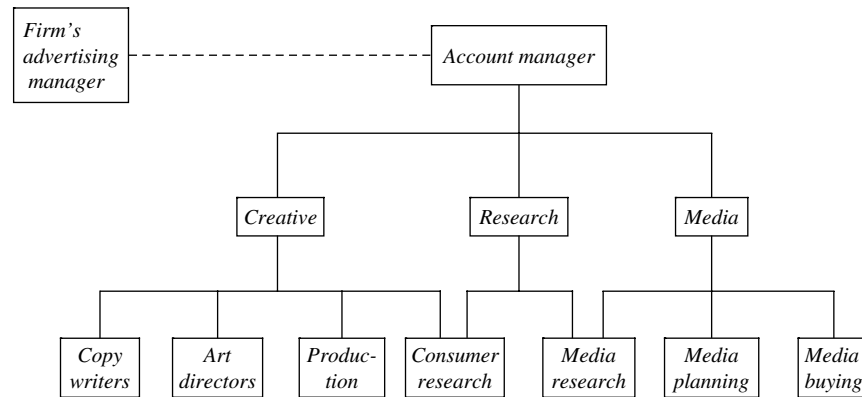 Firm's
advertising
manager
Account manager
Creative
Research
Media
Copy
writers
Art
directors
Produc-
tion
Consumer
research
Media
research
Media
planning
Media
buying